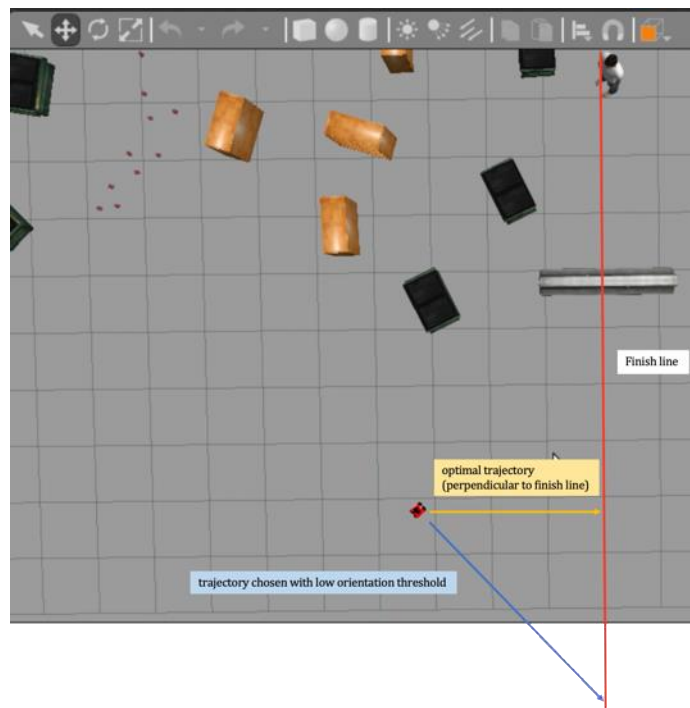 Finish line
optimal trajectory
(perpendicular to finish line)
trajectory chosen with low orientation threshold